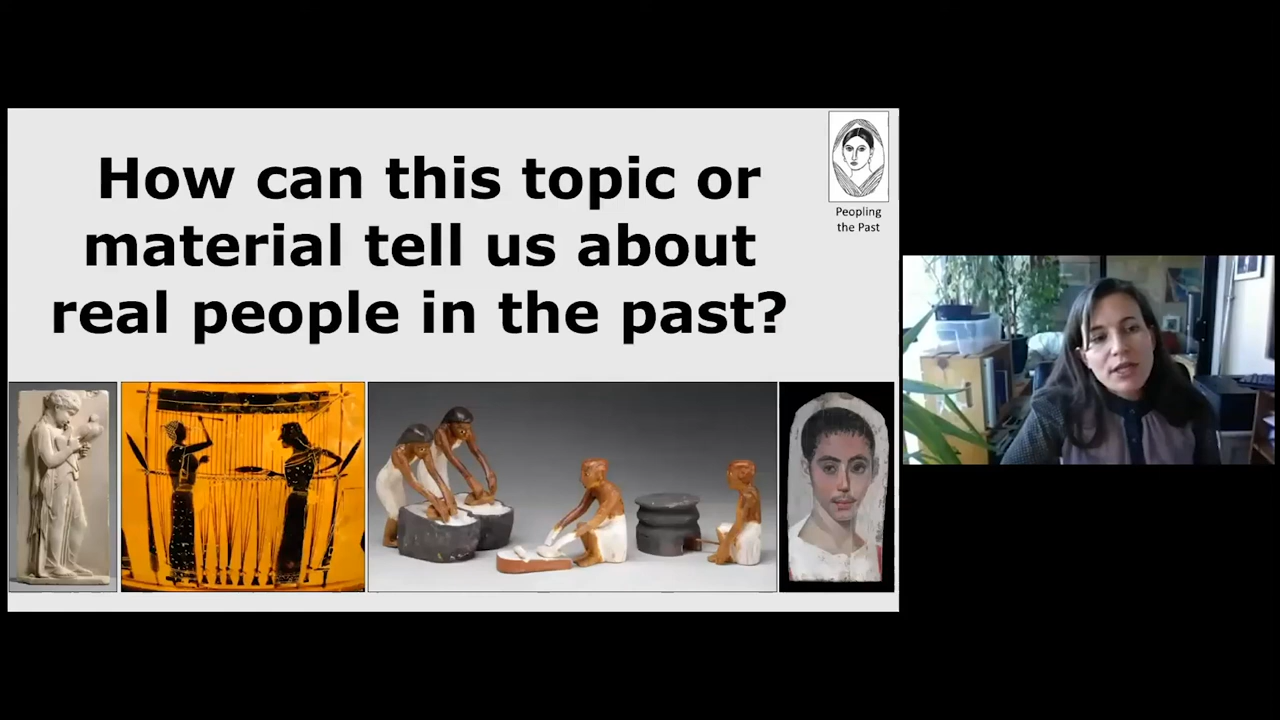 How can this topic or
material tell us about
real people in the past?
Peopling
the Past